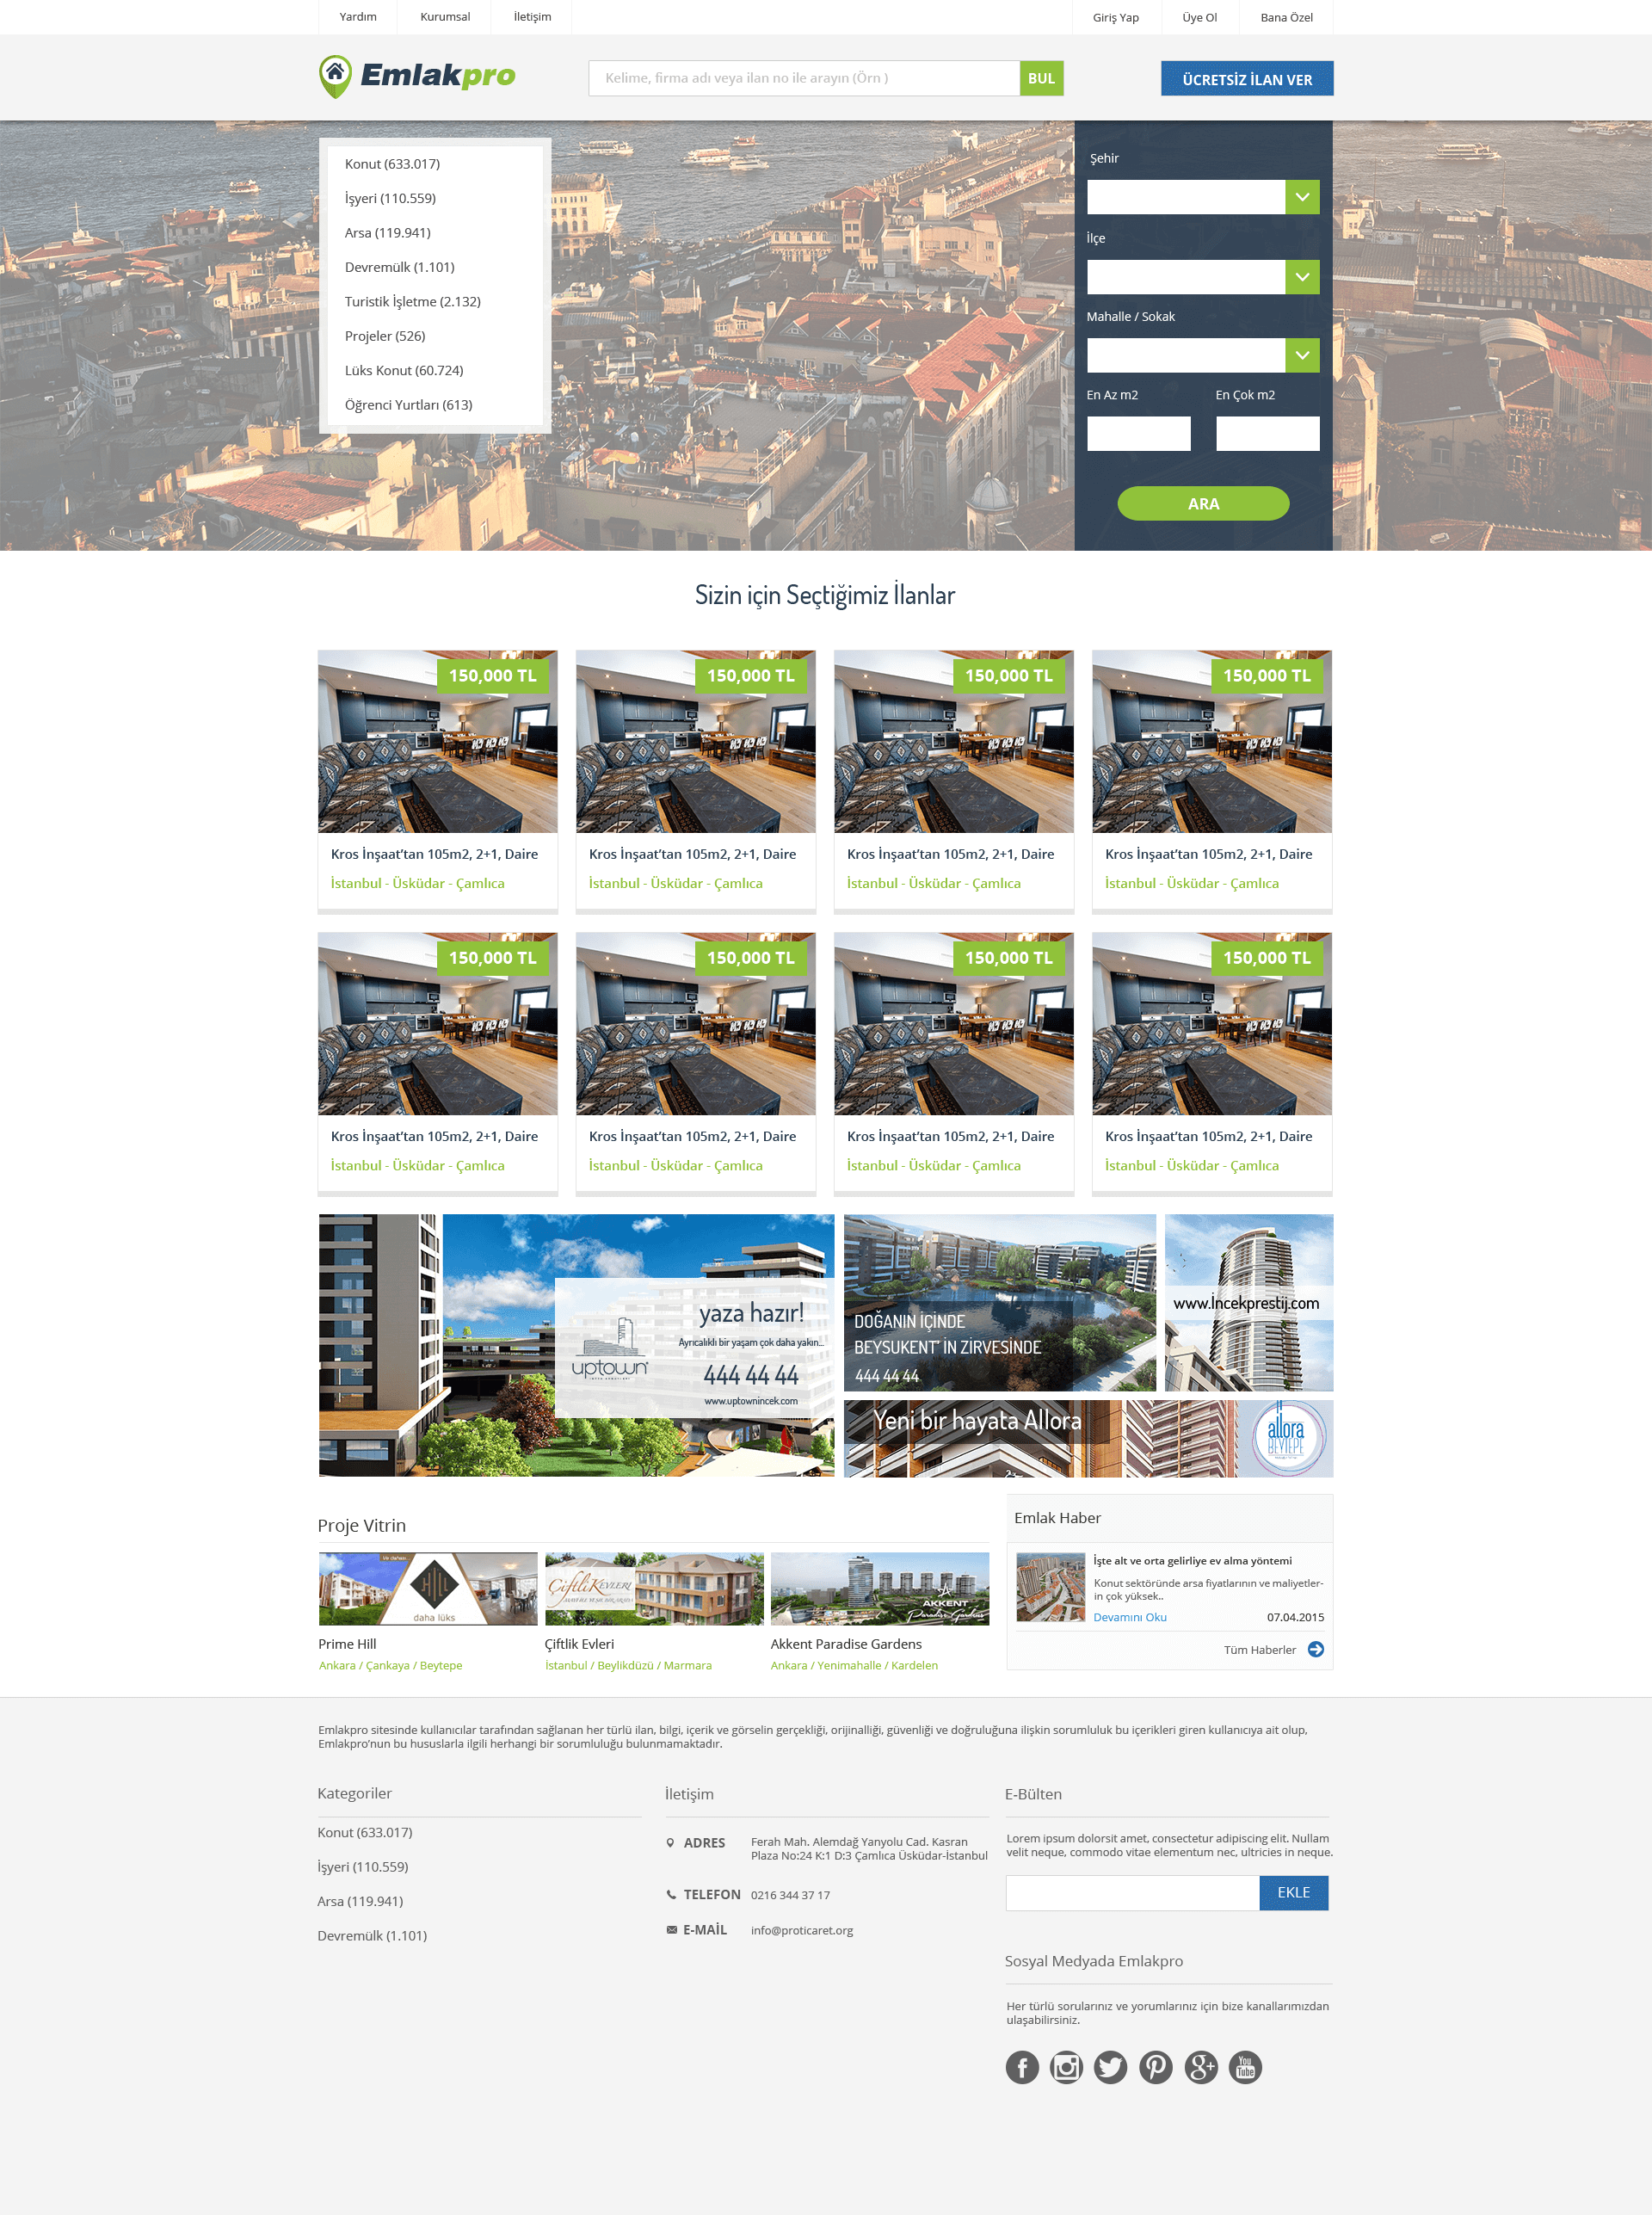 Yardım
Kurumsal
İletişim
Giriş Yap
Üye Ol
Bana Özel
Emlakpro
Kelime, firma adı veya ilan no ile arayın (Örn )
BUL
ÜCRETSİZ İLAN VER
Konut (633.017)
İşyeri (110.559)
Arsa (119.941)
Devremülk (1.101)
Turistik İşletme (2.132)
Projeler (526)
Lüks Konut (60.724)
Öğrenci Yurtları (613)
Şehir
İlçe
Mahalle / Sokak
En Az m2
En Çok m2
ARA
Sizin için Seçtiğimiz İlanlar
150,000 TL
150,000 TL
150,000 TL
150,000 TL
Kros İnşaat’tan 105m2, 2+1, Daire
Kros İnşaat’tan 105m2, 2+1, Daire
Kros İnşaat’tan 105m2, 2+1, Daire
Kros İnşaat’tan 105m2, 2+1, Daire
İstanbul - Üsküdar - Çamlıca
İstanbul - Üsküdar - Çamlıca
İstanbul - Üsküdar - Çamlıca
İstanbul - Üsküdar - Çamlıca
150,000 TL
150,000 TL
150,000 TL
150,000 TL
Kros İnşaat’tan 105m2, 2+1, Daire
Kros İnşaat’tan 105m2, 2+1, Daire
Kros İnşaat’tan 105m2, 2+1, Daire
Kros İnşaat’tan 105m2, 2+1, Daire
İstanbul - Üsküdar - Çamlıca
İstanbul - Üsküdar - Çamlıca
İstanbul - Üsküdar - Çamlıca
İstanbul - Üsküdar - Çamlıca
uptown
yaza hazır!
Ayrıcalıklı bir yaşam çok daha yakın...
444 44 44
www.uptownincek.com
DOĞANIN İÇİNDE
BEYSUKENT' İN ZİRVESİNDE
444 44 44
www.İncekprestij.com
Yeni bir hayata Allora
allora
BEYTEPE
Proje Vitrin
Ve dahası...
HILL
daha lüks
Çiftlik EVLERİ
AKKENT
Paradise Gardens
Prime Hill
Çiftlik Evleri
Akkent Paradise Gardens
Ankara / Çankaya / Beytepe
İstanbul / Beylikdüzü / Marmara
Ankara / Yenimahalle / Kardelen
Emlak Haber
İşte alt ve orta gelirliye ev alma yöntemi
Konut sektöründe arsa fiyatlarının ve maliyetler-
in çok yüksek..
Devamını Oku
07.04.2015
Tüm Haberler
Emlakpro sitesinde kullanıcılar tarafından sağlanan her türlü ilan, bilgi, içerik ve görselin gerçekliği, orijinalliği, güvenliği ve doğruluğuna ilişkin sorumluluk bu içerikleri giren kullanıcıya ait olup,
Emlakpro’nun bu hususlarla ilgili herhangi bir sorumluluğu bulunmamaktadır.
Kategoriler
Konut (633.017)
İşyeri (110.559)
Arsa (119.941)
Devremülk (1.101)
İletişim
ADRES
Ferah Mah. Alemdağ Yanyolu Cad. Kasran
Plaza No:24 K:1 D:3 Çamlıca Üsküdar-İstanbul
TELEFON
0216 344 37 17
E-MAİL
info@proticaret.org
E-Bülten
Lorem ipsum dolorsit amet, consectetur adipiscing elit. Nullam
velit neque, commodo vitae elementum nec, ultricies in neque.
EKLE
Sosyal Medyada Emlakpro
Her türlü sorularınız ve yorumlarınız için bize kanallarımızdan
ulaşabilirsiniz.
You
Tube